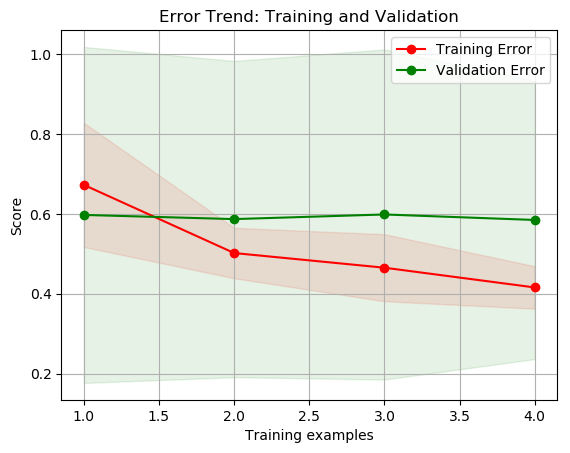 Error Trend: Training and Validation
Training Error
Validation Error
Score
1.0
0.8
0.6
0.4
0.2
1.0 1.5 2.0 2.5 3.0 3.5 4.0
Training examples